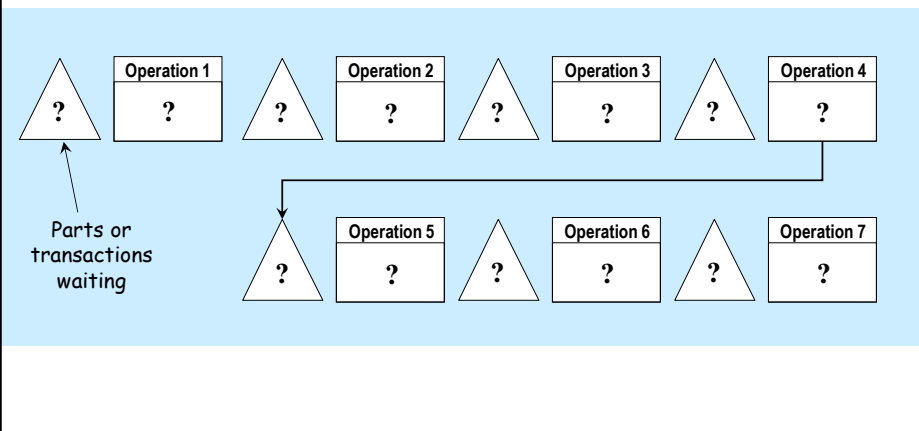 Operation 1
Operation 2
Operation 3
Operation 4
?
?
?
?
?
?
?
?
Parts or
transactions
waiting
Operation 5
Operation 6
Operation 7
?
?
?
?
?
?